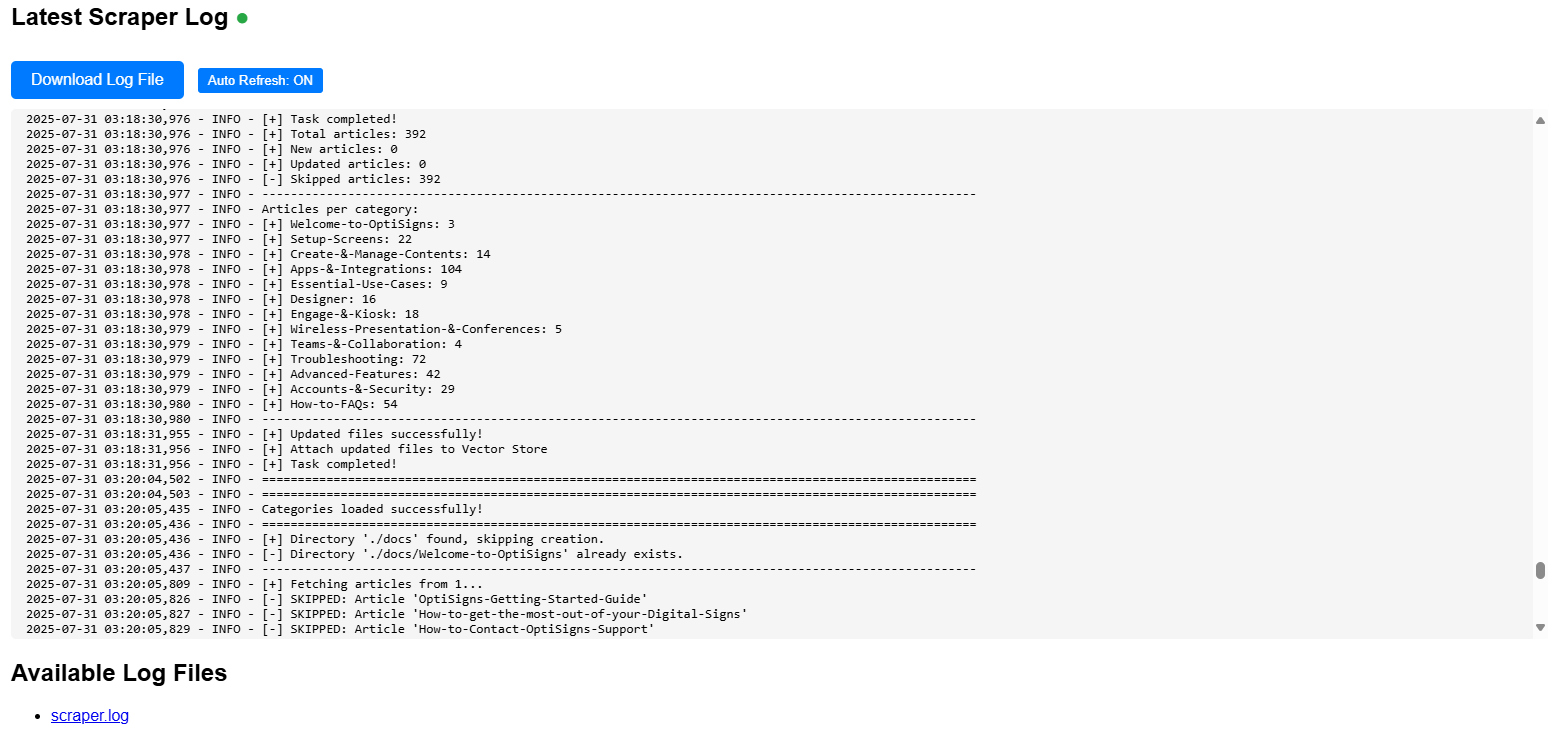 Latest Scraper Log
Download Log File
Auto Refresh: ON
2025-07-31 03:18:30,976 - INFO - [+] Task completed!
2025-07-31 03:18:30,976 - INFO - [+] Total articles: 392
2025-07-31 03:18:30,976 - INFO - [+] New articles: 0
2025-07-31 03:18:30,976 - INFO - [+] Updated articles: 0
2025-07-31 03:18:30,976 - INFO - [-] Skipped articles: 392
2025-07-31 03:18:30,977 - INFO - ----------------------------------------------------------------------------------------------------
2025-07-31 03:18:30,977 - INFO - Articles per category:
2025-07-31 03:18:30,977 - INFO - [+] Welcome-to-OptiSigns: 3
2025-07-31 03:18:30,977 - INFO - [+] Setup-Screens: 22
2025-07-31 03:18:30,978 - INFO - [+] Create-&-Manage-Contents: 14
2025-07-31 03:18:30,978 - INFO - [+] Apps-&-Integrations: 104
2025-07-31 03:18:30,978 - INFO - [+] Essential-Use-Cases: 9
2025-07-31 03:18:30,978 - INFO - [+] Designer: 16
2025-07-31 03:18:30,978 - INFO - [+] Engage-&-Kiosk: 18
2025-07-31 03:18:30,979 - INFO - [+] Wireless-Presentation-&-Conferences: 5
2025-07-31 03:18:30,979 - INFO - [+] Teams-&-Collaboration: 4
2025-07-31 03:18:30,979 - INFO - [+] Troubleshooting: 72
2025-07-31 03:18:30,979 - INFO - [+] Advanced-Features: 42
2025-07-31 03:18:30,979 - INFO - [+] Accounts-&-Security: 29
2025-07-31 03:18:30,980 - INFO - [+] How-to-FAQs: 54
2025-07-31 03:18:30,980 - INFO - ----------------------------------------------------------------------------------------------------
2025-07-31 03:18:31,955 - INFO - [+] Updated files successfully!
2025-07-31 03:18:31,956 - INFO - [+] Attach updated files to Vector Store
2025-07-31 03:18:31,956 - INFO - [+] Task completed!
2025-07-31 03:20:04,502 - INFO - ====================================================================================================
2025-07-31 03:20:04,503 - INFO - ====================================================================================================
2025-07-31 03:20:05,435 - INFO - Categories loaded successfully!
2025-07-31 03:20:05,436 - INFO - ====================================================================================================
2025-07-31 03:20:05,436 - INFO - [+] Directory './docs' found, skipping creation.
2025-07-31 03:20:05,436 - INFO - [-] Directory './docs/Welcome-to-OptiSigns' already exists.
2025-07-31 03:20:05,437 - INFO - ----------------------------------------------------------------------------------------------------
2025-07-31 03:20:05,809 - INFO - [+] Fetching articles from 1...
2025-07-31 03:20:05,826 - INFO - [-] SKIPPED: Article 'OptiSigns-Getting-Started-Guide'
2025-07-31 03:20:05,827 - INFO - [-] SKIPPED: Article 'How-to-get-the-most-out-of-your-Digital-Signs'
2025-07-31 03:20:05,829 - INFO - [-] SKIPPED: Article 'How-to-Contact-OptiSigns-Support'
Available Log Files
scraper.log